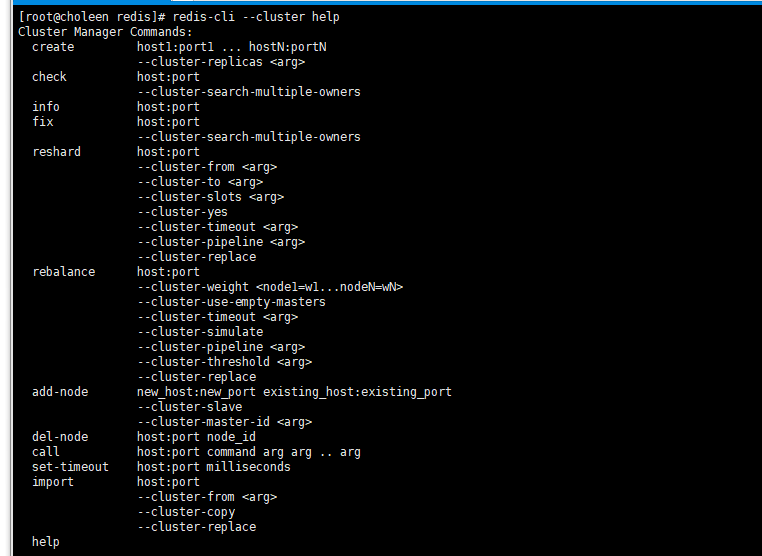 [root@choleen redis]# redis-cli --cluster help
Cluster Manager Commands:
  create         host1:port1 ... hostN:portN
                 --cluster-replicas <arg>
  check          host:port
                 --cluster-search-multiple-owners
  info           host:port
  fix            host:port
                 --cluster-search-multiple-owners
  reshard        host:port
                 --cluster-from <arg>
                 --cluster-to <arg>
                 --cluster-slots <arg>
                 --cluster-yes
                 --cluster-timeout <arg>
                 --cluster-pipeline <arg>
                 --cluster-replace
  rebalance      host:port
                 --cluster-weight <node1=w1...nodeN=wN>
                 --cluster-use-empty-masters
                 --cluster-timeout <arg>
                 --cluster-simulate
                 --cluster-pipeline <arg>
                 --cluster-threshold <arg>
                 --cluster-replace
  add-node       new_host:new_port existing_host:existing_port
                 --cluster-slave
                 --cluster-master-id <arg>
  del-node       host:port node_id
  call           host:port command arg arg .. arg
  set-timeout    host:port milliseconds
  import         host:port
                 --cluster-from <arg>
                 --cluster-copy
                 --cluster-replace
  help